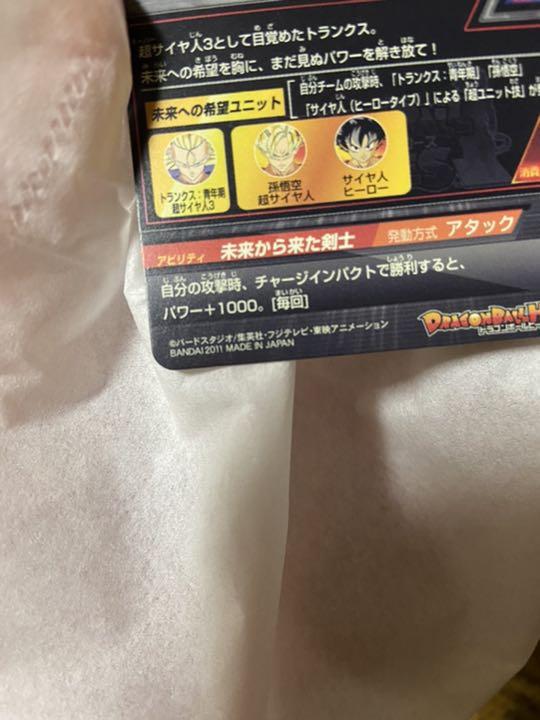 超サイヤ人3として目覚めたトランクス。
未来への希望を胸に、まだ見ぬパワーを解き放て!
未来への希望ユニット
自分チームの攻撃時、「トランクス:青年期」「孫悟空」
「サイヤ人(ヒーロータイプ)」による「超ユニット技」が
トランクス:青年期
超サイヤ人3
孫悟空
超サイヤ人
サイヤ人
ヒーロー
消費
アビリティ 未来から来た剣士 発動方式 アタック
自分の攻撃時、チャージインパクトで勝利すると、
パワー+1000。[毎回]
©バードスタジオ/集英社・フジテレビ・東映アニメーション
BANDAI 2011 MADE IN JAPAN
DRAGONBALL H